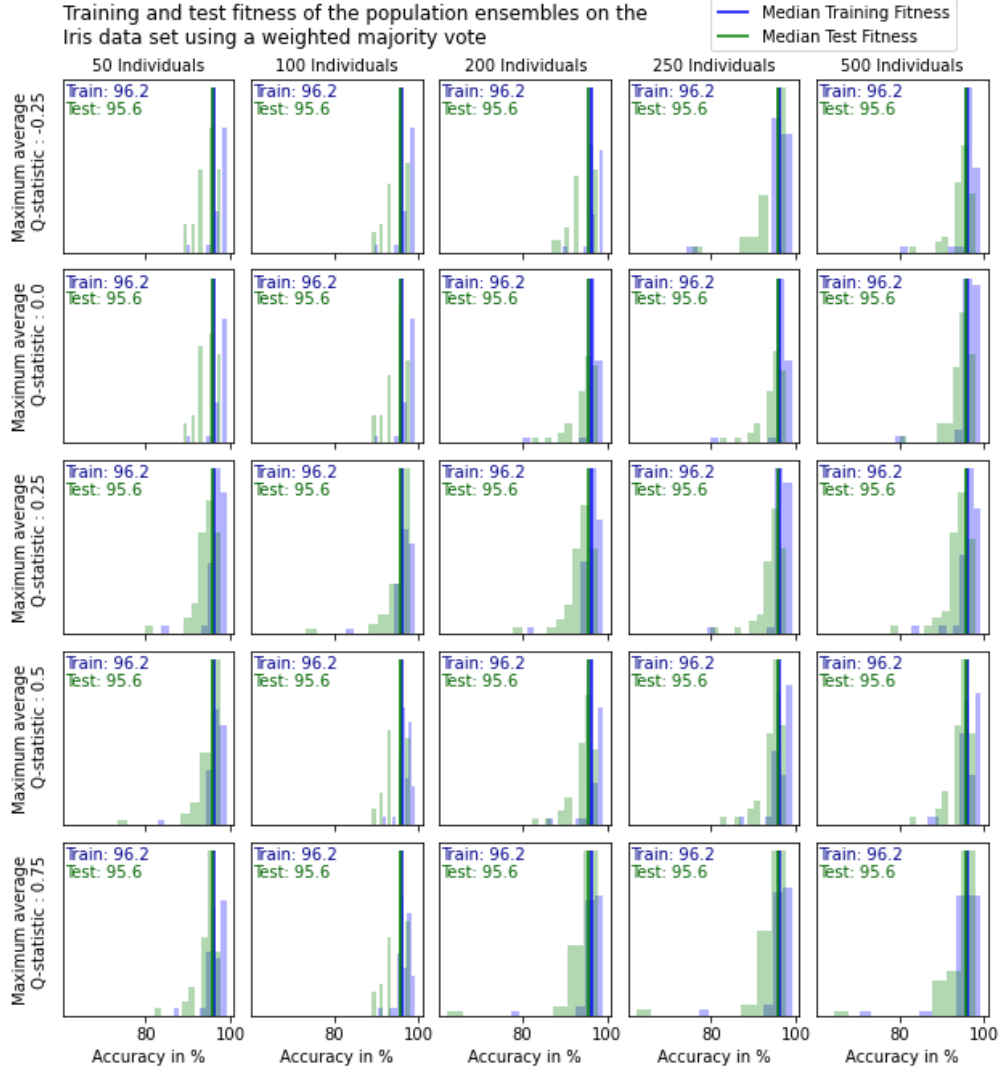 Training and test fitness of the population ensembles on the
Iris data set using a weighted majority vote
Median Training Fitness
Median Test Fitness
50 Individuals
100 Individuals
200 Individuals
250 Individuals
500 Individuals
Maximum average
Q-statistic : -0.25
Train: 96.2
Test: 95.6
Train: 96.2
Test: 95.6
Train: 96.2
Test: 95.6
Train: 96.2
Test: 95.6
Train: 96.2
Test: 95.6
Maximum average
Q-statistic : 0.0
Train: 96.2
Test: 95.6
Train: 96.2
Test: 95.6
Train: 96.2
Test: 95.6
Train: 96.2
Test: 95.6
Train: 96.2
Test: 95.6
Maximum average
Q-statistic : 0.25
Train: 96.2
Test: 95.6
Train: 96.2
Test: 95.6
Train: 96.2
Test: 95.6
Train: 96.2
Test: 95.6
Train: 96.2
Test: 95.6
Maximum average
Q-statistic : 0.5
Train: 96.2
Test: 95.6
Train: 96.2
Test: 95.6
Train: 96.2
Test: 95.6
Train: 96.2
Test: 95.6
Train: 96.2
Test: 95.6
Maximum average
Q-statistic : 0.75
Train: 96.2
Test: 95.6
Train: 96.2
Test: 95.6
Train: 96.2
Test: 95.6
Train: 96.2
Test: 95.6
Train: 96.2
Test: 95.6
80 100
80 100
80 100
80 100
80 100
Accuracy in %
Accuracy in %
Accuracy in %
Accuracy in %
Accuracy in %